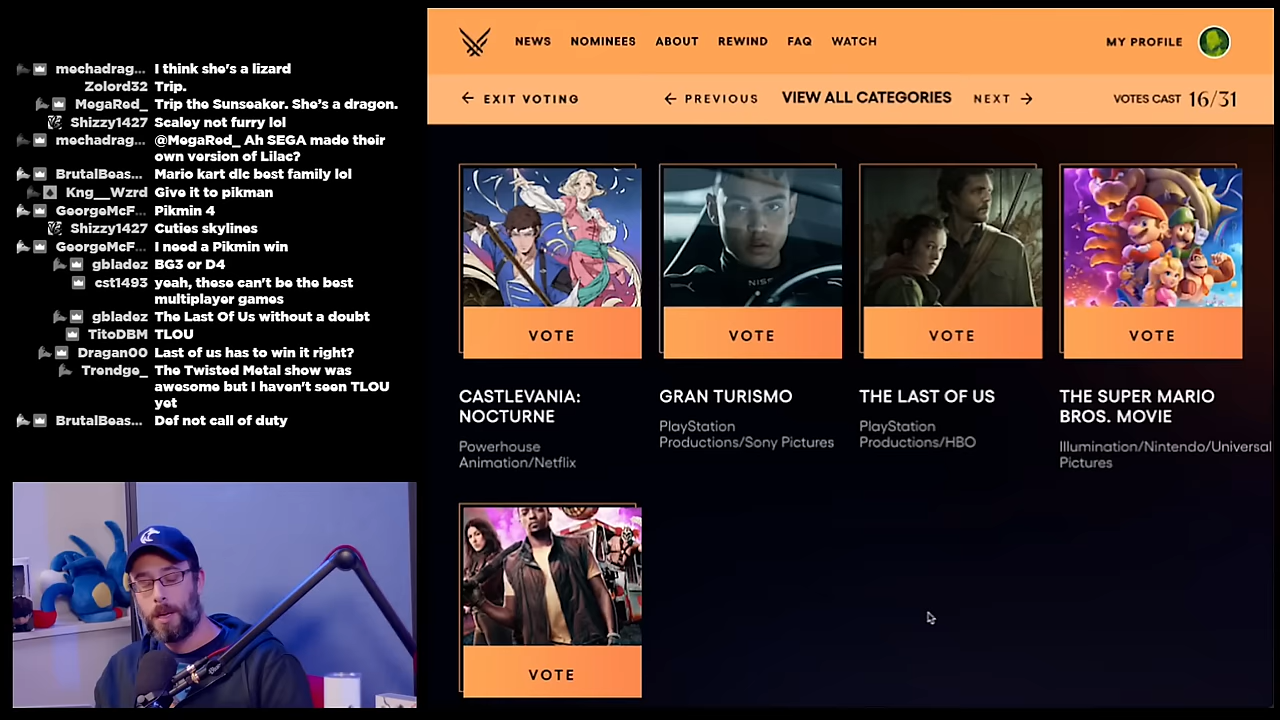 mechadrag... I think she's a lizard
Zolord32 Trip.
MegaRed_ Trip the Sunseaker. She's a dragon.
Shizzy1427 Scaley not furry lol
mechadrag... @MegaRed_ Ah SEGA made their
own version of Lilac?
BrutalBeas... Mario kart dlc best family lol
Kng__Wzrd Give it to pikman
GeorgeMcF... Pikmin 4
Shizzy1427 Cuties skylines
GeorgeMcF... I need a Pikmin win
gbladez BG3 or D4
cst1493 yeah, these can't be the best
multiplayer games
gbladez The Last Of Us without a doubt
TitoDBM TLOU
Dragan00 Last of us has to win it right?
Trendge_ The Twisted Metal show was
awesome but I haven't seen TLOU
yet
BrutalBeas... Def not call of duty
NEWS NOMINEES ABOUT REWIND FAQ WATCH MY PROFILE
← EXIT VOTING ← PREVIOUS VIEW ALL CATEGORIES NEXT → VOTES CAST 16/31
NISE
VOTE VOTE VOTE VOTE
CASTLEVANIA:
NOCTURNE
Powerhouse
Animation/Netflix
GRAN TURISMO
PlayStation
Productions/Sony Pictures
THE LAST OF US
PlayStation
Productions/HBO
THE SUPER MARIO
BROS. MOVIE
Illumination/Nintendo/Universal
Pictures
VOTE